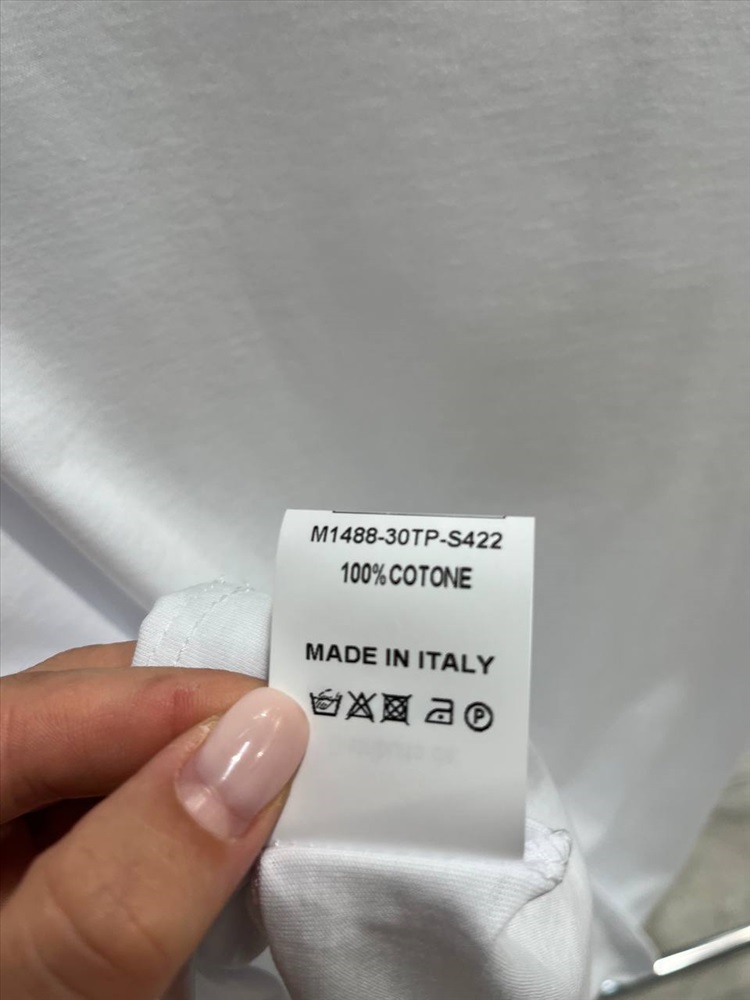 M1488-30TP-S422
100% COTONE
MADE IN ITALY
P